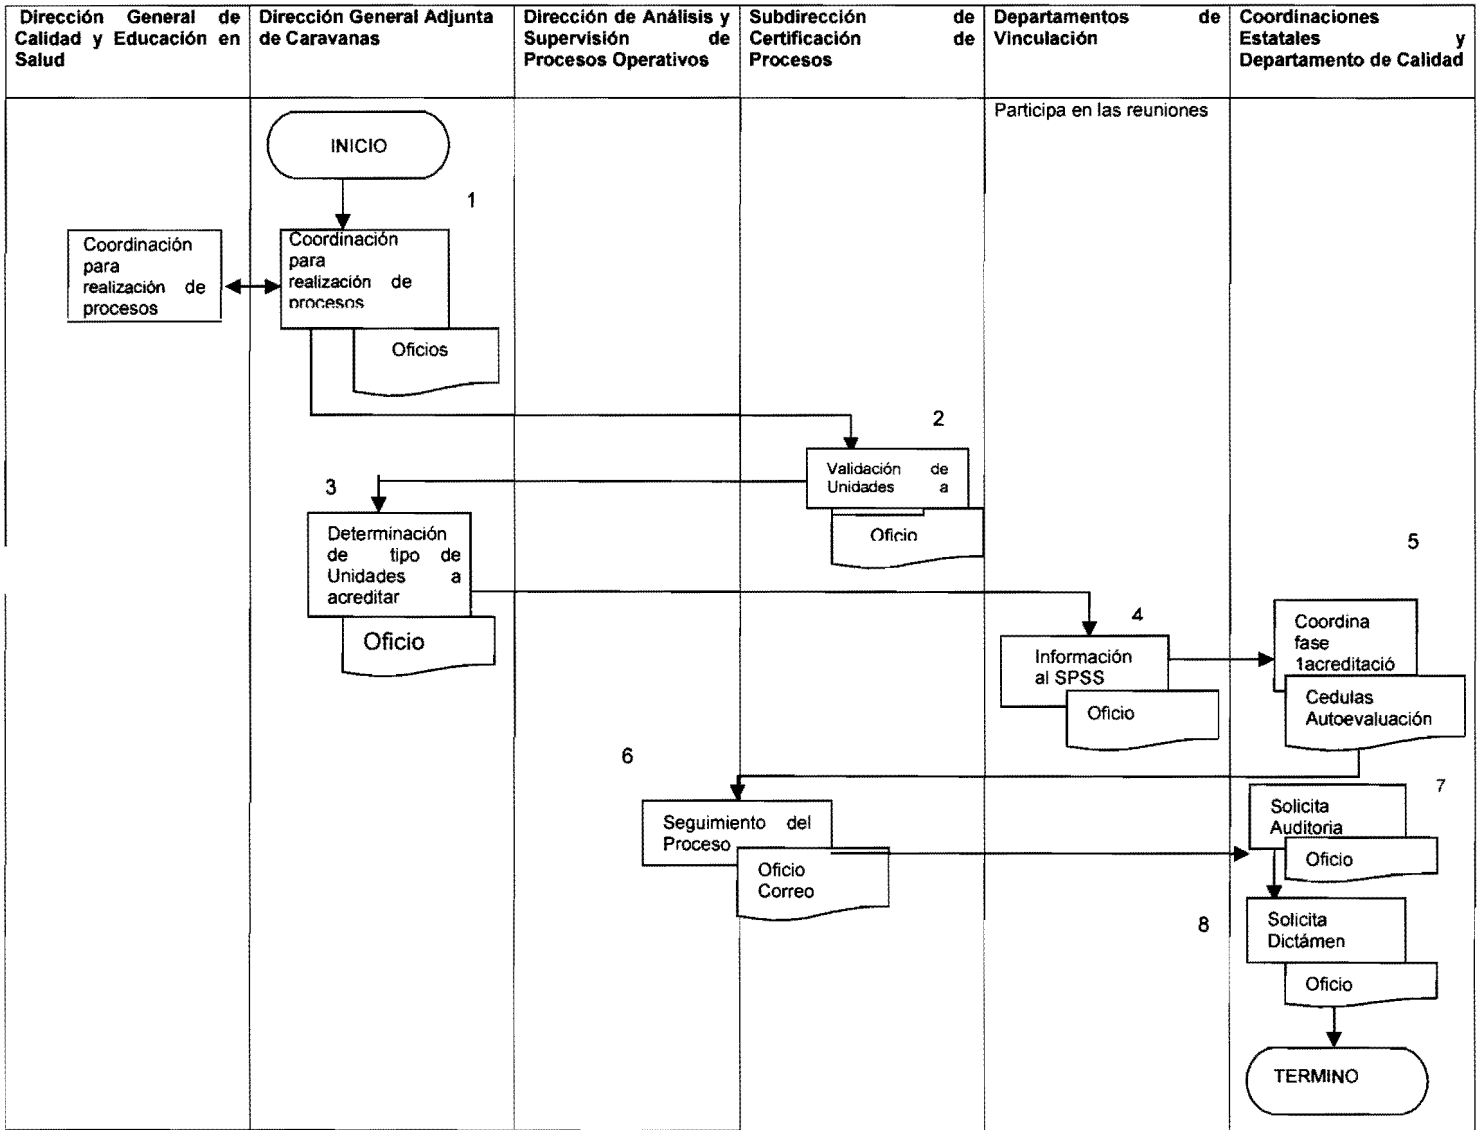 Dirección General de
Calidad y Educación en
Salud
Dirección General Adjunta
de Caravanas
Dirección de Análisis y
Supervisión de
Procesos Operativos
Subdirección de
Certificación de
Procesos
Departamentos de
Vinculación
Coordinaciones
Estatales y
Departamento de Calidad
Participa en las reuniones
INICIO
1
Coordinación
para
realización de
procesos
Coordinación
para
realización de
procesos
Oficios
2
Validación de
Unidades a
Oficio
3
Determinación
de tipo de
Unidades a
acreditar
Oficio
4
Información
al SPSS
Oficio
5
Coordina
fase
1acreditació
Cedulas
Autoevaluación
6
Seguimiento del
Proceso
Oficio
Correo
7
Solicita
Auditoria
Oficio
8
Solicita
Dictámen
Oficio
TERMINO